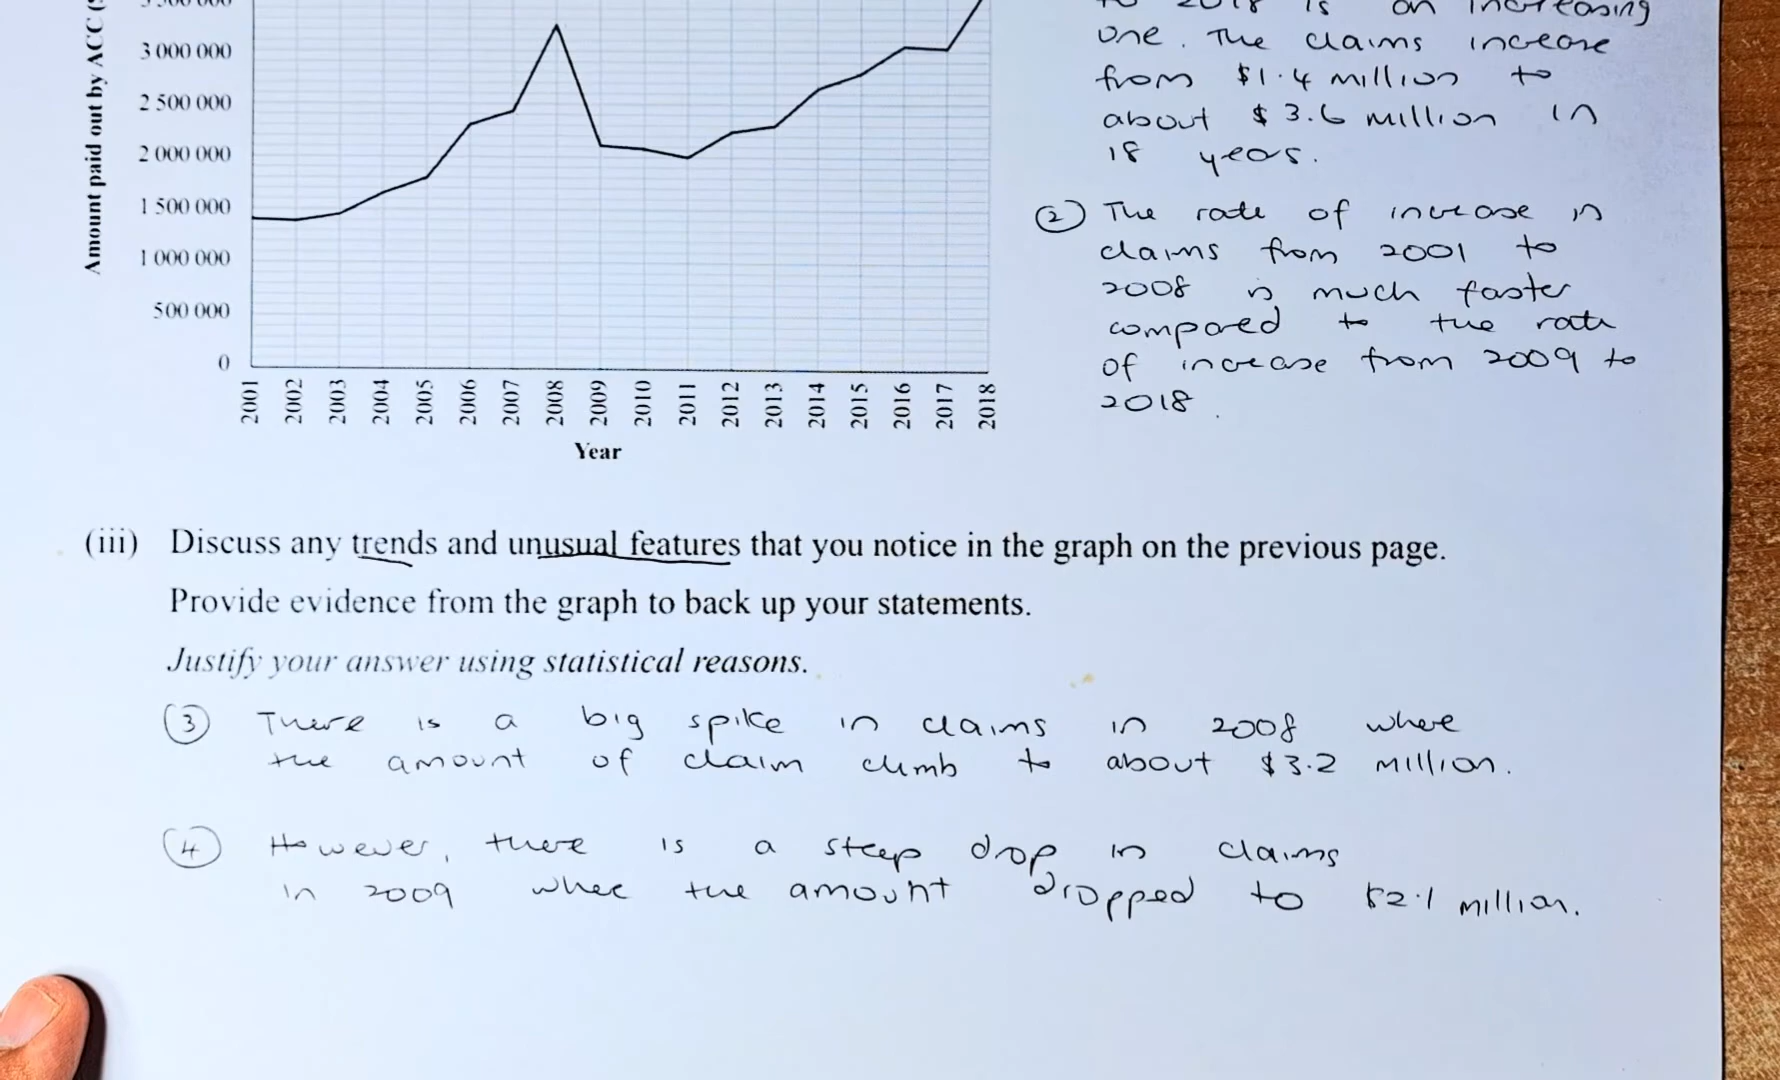 Amount paid out by ACC (
3 000 000
2 500 000
2 000 000
1 500 000
1 000 000
500 000
0
2001 2002 2003 2004 2005 2006 2007 2008 2009 2010 2011 2012 2013 2014 2015 2016 2017 2018
Year
to 2018 is an increasing
one. The claims increase
from $1.4 million to
about $3.6 million in
18 years.
② The rate of increase in
claims from 2001 to
2008 is much faster
compared to the rate
of increase from 2009 to
2018.
(iii) Discuss any trends and unusual features that you notice in the graph on the previous page.
Provide evidence from the graph to back up your statements.
Justify your answer using statistical reasons.
③ There is a big spike in claims in 2008 where
the amount of claim climb to about $3.2 million.
④ However, there is a steep drop in claims
in 2009 where the amount dropped to $2.1 million.